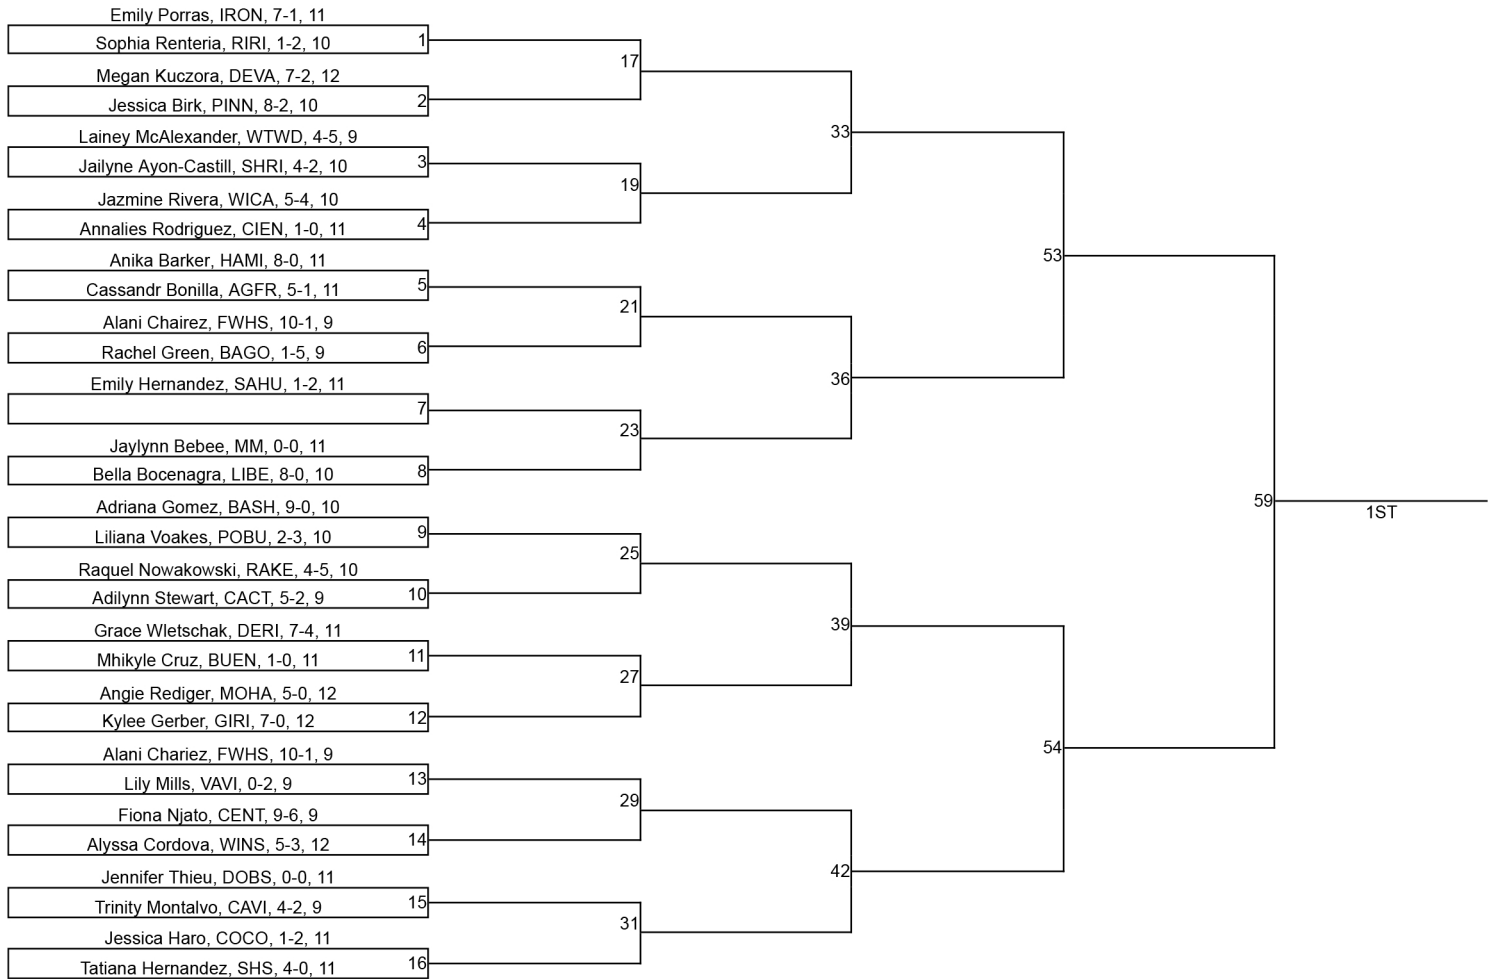 Emily Porras, IRON, 7-1, 11
Sophia Renteria, RIRI, 1-2, 10
1
17
Megan Kuczora, DEVA, 7-2, 12
Jessica Birk, PINN, 8-2, 10
2
33
Lainey McAlexander, WTWD, 4-5, 9
Jailyne Ayon-Castill, SHRI, 4-2, 10
3
19
Jazmine Rivera, WICA, 5-4, 10
Annalies Rodriguez, CIEN, 1-0, 11
4
53
Anika Barker, HAMI, 8-0, 11
Cassandr Bonilla, AGFR, 5-1, 11
5
21
Alani Chairez, FWHS, 10-1, 9
Rachel Green, BAGO, 1-5, 9
6
36
Emily Hernandez, SAHU, 1-2, 11
7
23
Jaylynn Bebee, MM, 0-0, 11
Bella Bocenagra, LIBE, 8-0, 10
8
59
1ST
Adriana Gomez, BASH, 9-0, 10
Liliana Voakes, POBU, 2-3, 10
9
25
Raquel Nowakowski, RAKE, 4-5, 10
Adilynn Stewart, CACT, 5-2, 9
10
39
Grace Wletschak, DERI, 7-4, 11
Mhikyle Cruz, BUEN, 1-0, 11
11
27
Angie Rediger, MOHA, 5-0, 12
Kylee Gerber, GIRI, 7-0, 12
12
54
Alani Chariez, FWHS, 10-1, 9
Lily Mills, VAVI, 0-2, 9
13
29
Fiona Njato, CENT, 9-6, 9
Alyssa Cordova, WINS, 5-3, 12
14
42
Jennifer Thieu, DOBS, 0-0, 11
Trinity Montalvo, CAVI, 4-2, 9
15
31
Jessica Haro, COCO, 1-2, 11
Tatiana Hernandez, SHS, 4-0, 11
16